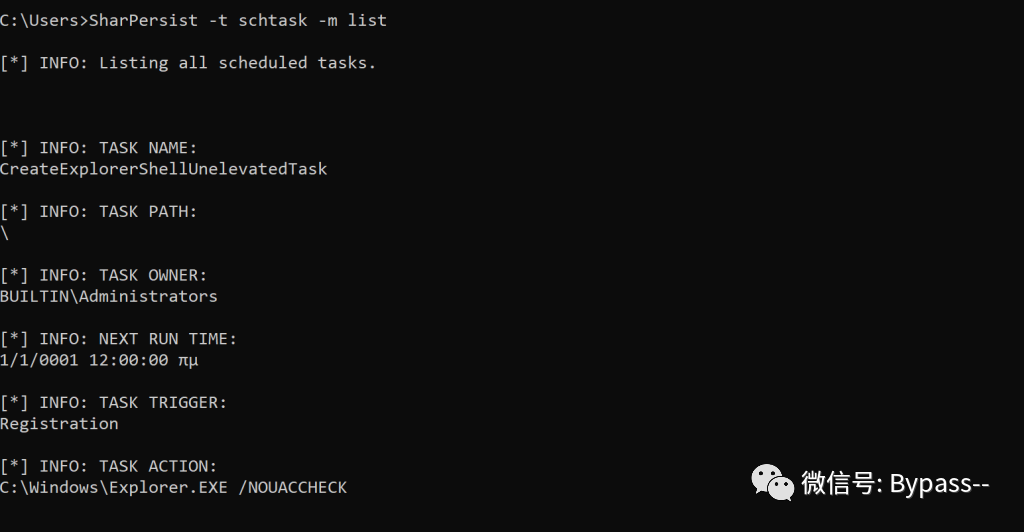 C:\Users>SharPersist -t schtask -m list
[*] INFO: Listing all scheduled tasks.
[*] INFO: TASK NAME:
CreateExplorerShellUnelevatedTask
[*] INFO: TASK PATH:
\
[*] INFO: TASK OWNER:
BUILTIN\Administrators
[*] INFO: NEXT RUN TIME:
1/1/0001 12:00:00 πμ
[*] INFO: TASK TRIGGER:
Registration
[*] INFO: TASK ACTION:
C:\Windows\Explorer.EXE /NOUACCHECK
微信号: Bypass--